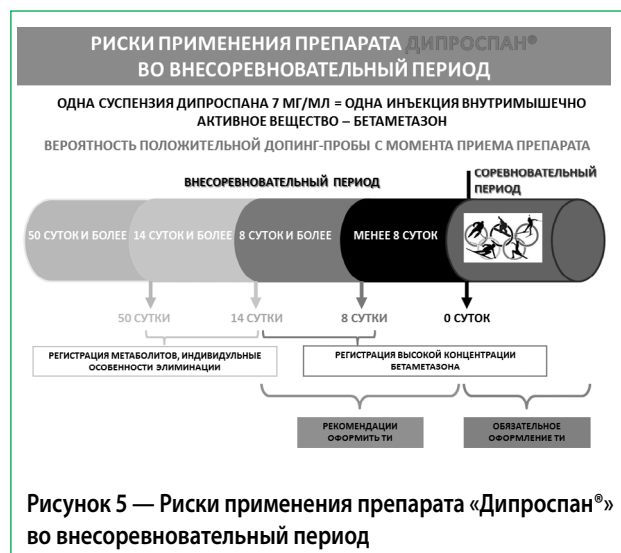 РИСКИ ПРИМЕНЕНИЯ ПРЕПАРАТА ДИПРОСПАН®
ВО ВНЕСОРЕВНОВАТЕЛЬНЫЙ ПЕРИОД
ОДНА СУСПЕНЗИЯ ДИПРОСПАНА 7 МГ/МЛ = ОДНА ИНЪЕКЦИЯ ВНУТРИМЫШЕЧНО
АКТИВНОЕ ВЕЩЕСТВО – БЕТАМЕТАЗОН
ВЕРОЯТНОСТЬ ПОЛОЖИТЕЛЬНОЙ ДОПИНГ-ПРОБЫ С МОМЕНТА ПРИЕМА ПРЕПАРАТА
ВНЕСОРЕВНОВАТЕЛЬНЫЙ ПЕРИОД
СОРЕВНОВАТЕЛЬНЫЙ
ПЕРИОД
50 СУТОК И БОЛЕЕ
14 СУТОК И БОЛЕЕ
8 СУТОК И БОЛЕЕ
МЕНЕЕ 8 СУТОК
50 СУТКИ
14 СУТКИ
8 СУТКИ
0 СУТОК
РЕГИСТРАЦИЯ МЕТАБОЛИТОВ, ИНДИВИДУЛЬНЫЕ
ОСОБЕННОСТИ ЭЛИМИНАЦИИ
РЕГИСТРАЦИЯ ВЫСОКОЙ КОНЦЕНТРАЦИИ
БЕТАМЕТАЗОНА
РЕКОМЕНДАЦИИ
ОФОРМИТЬ ТИ
ОБЯЗАТЕЛЬНОЕ
ОФОРМЛЕНИЕ ТИ
Рисунок 5 — Риски применения препарата «Дипроспан®»
во внесоревновательный период